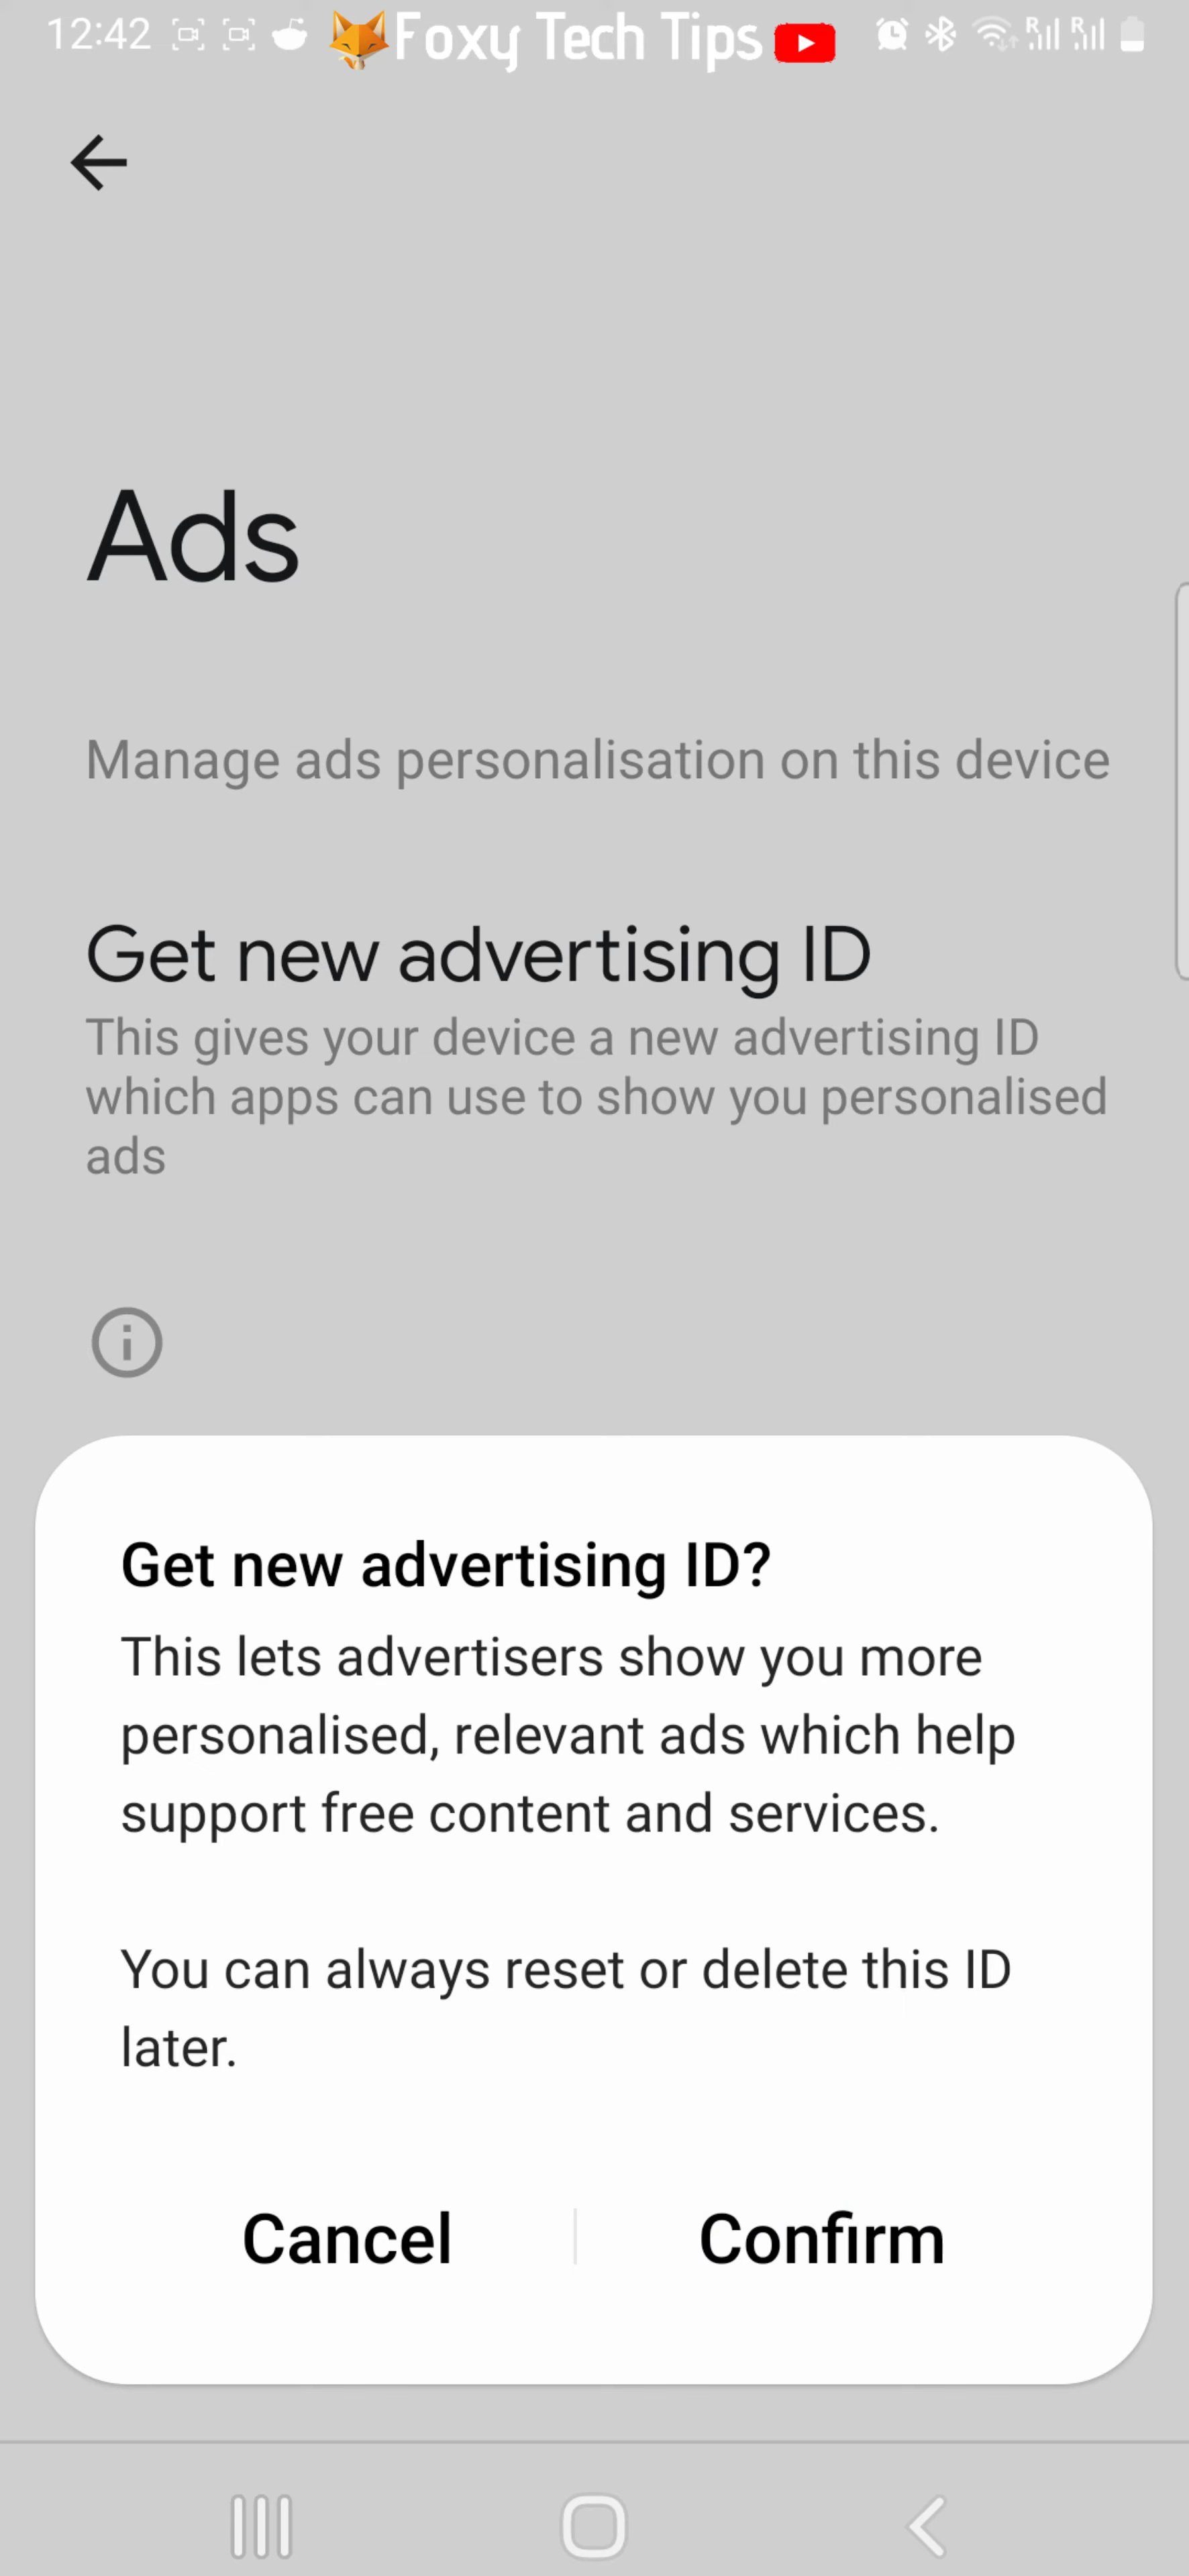 12:42 Foxy Tech Tips R R
Ads
Manage ads personalisation on this device
Get new advertising ID
This gives your device a new advertising ID
which apps can use to show you personalised
ads
Get new advertising ID?
This lets advertisers show you more
personalised, relevant ads which help
support free content and services.
You can always reset or delete this ID
later.
Cancel Confirm